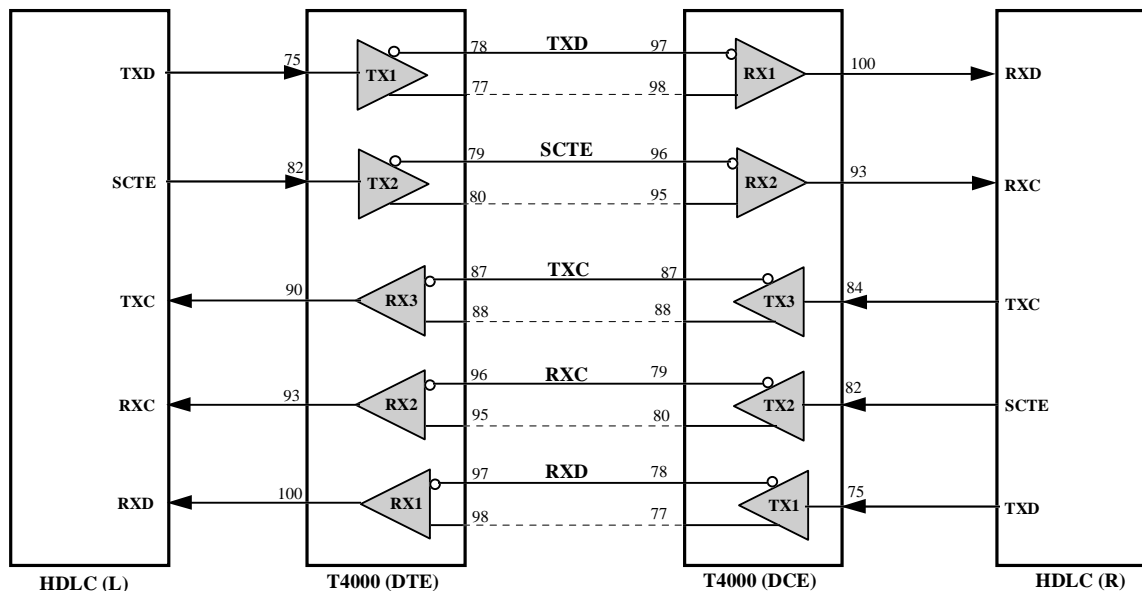 TXD 75 TX1 78 TXD 97 RX1 100 RXD
77 98
SCTE 82 TX2 79 SCTE 96 RX2 93 RXC
80 95
TXC 90 RX3 87 TXC 87 TX3 84 TXC
88 88
RXC 93 RX2 96 RXC 79 TX2 82 SCTE
95 80
RXD 100 RX1 97 RXD 78 TX1 75 TXD
98 77
HDLC (L) T4000 (DTE) T4000 (DCE) HDLC (R)